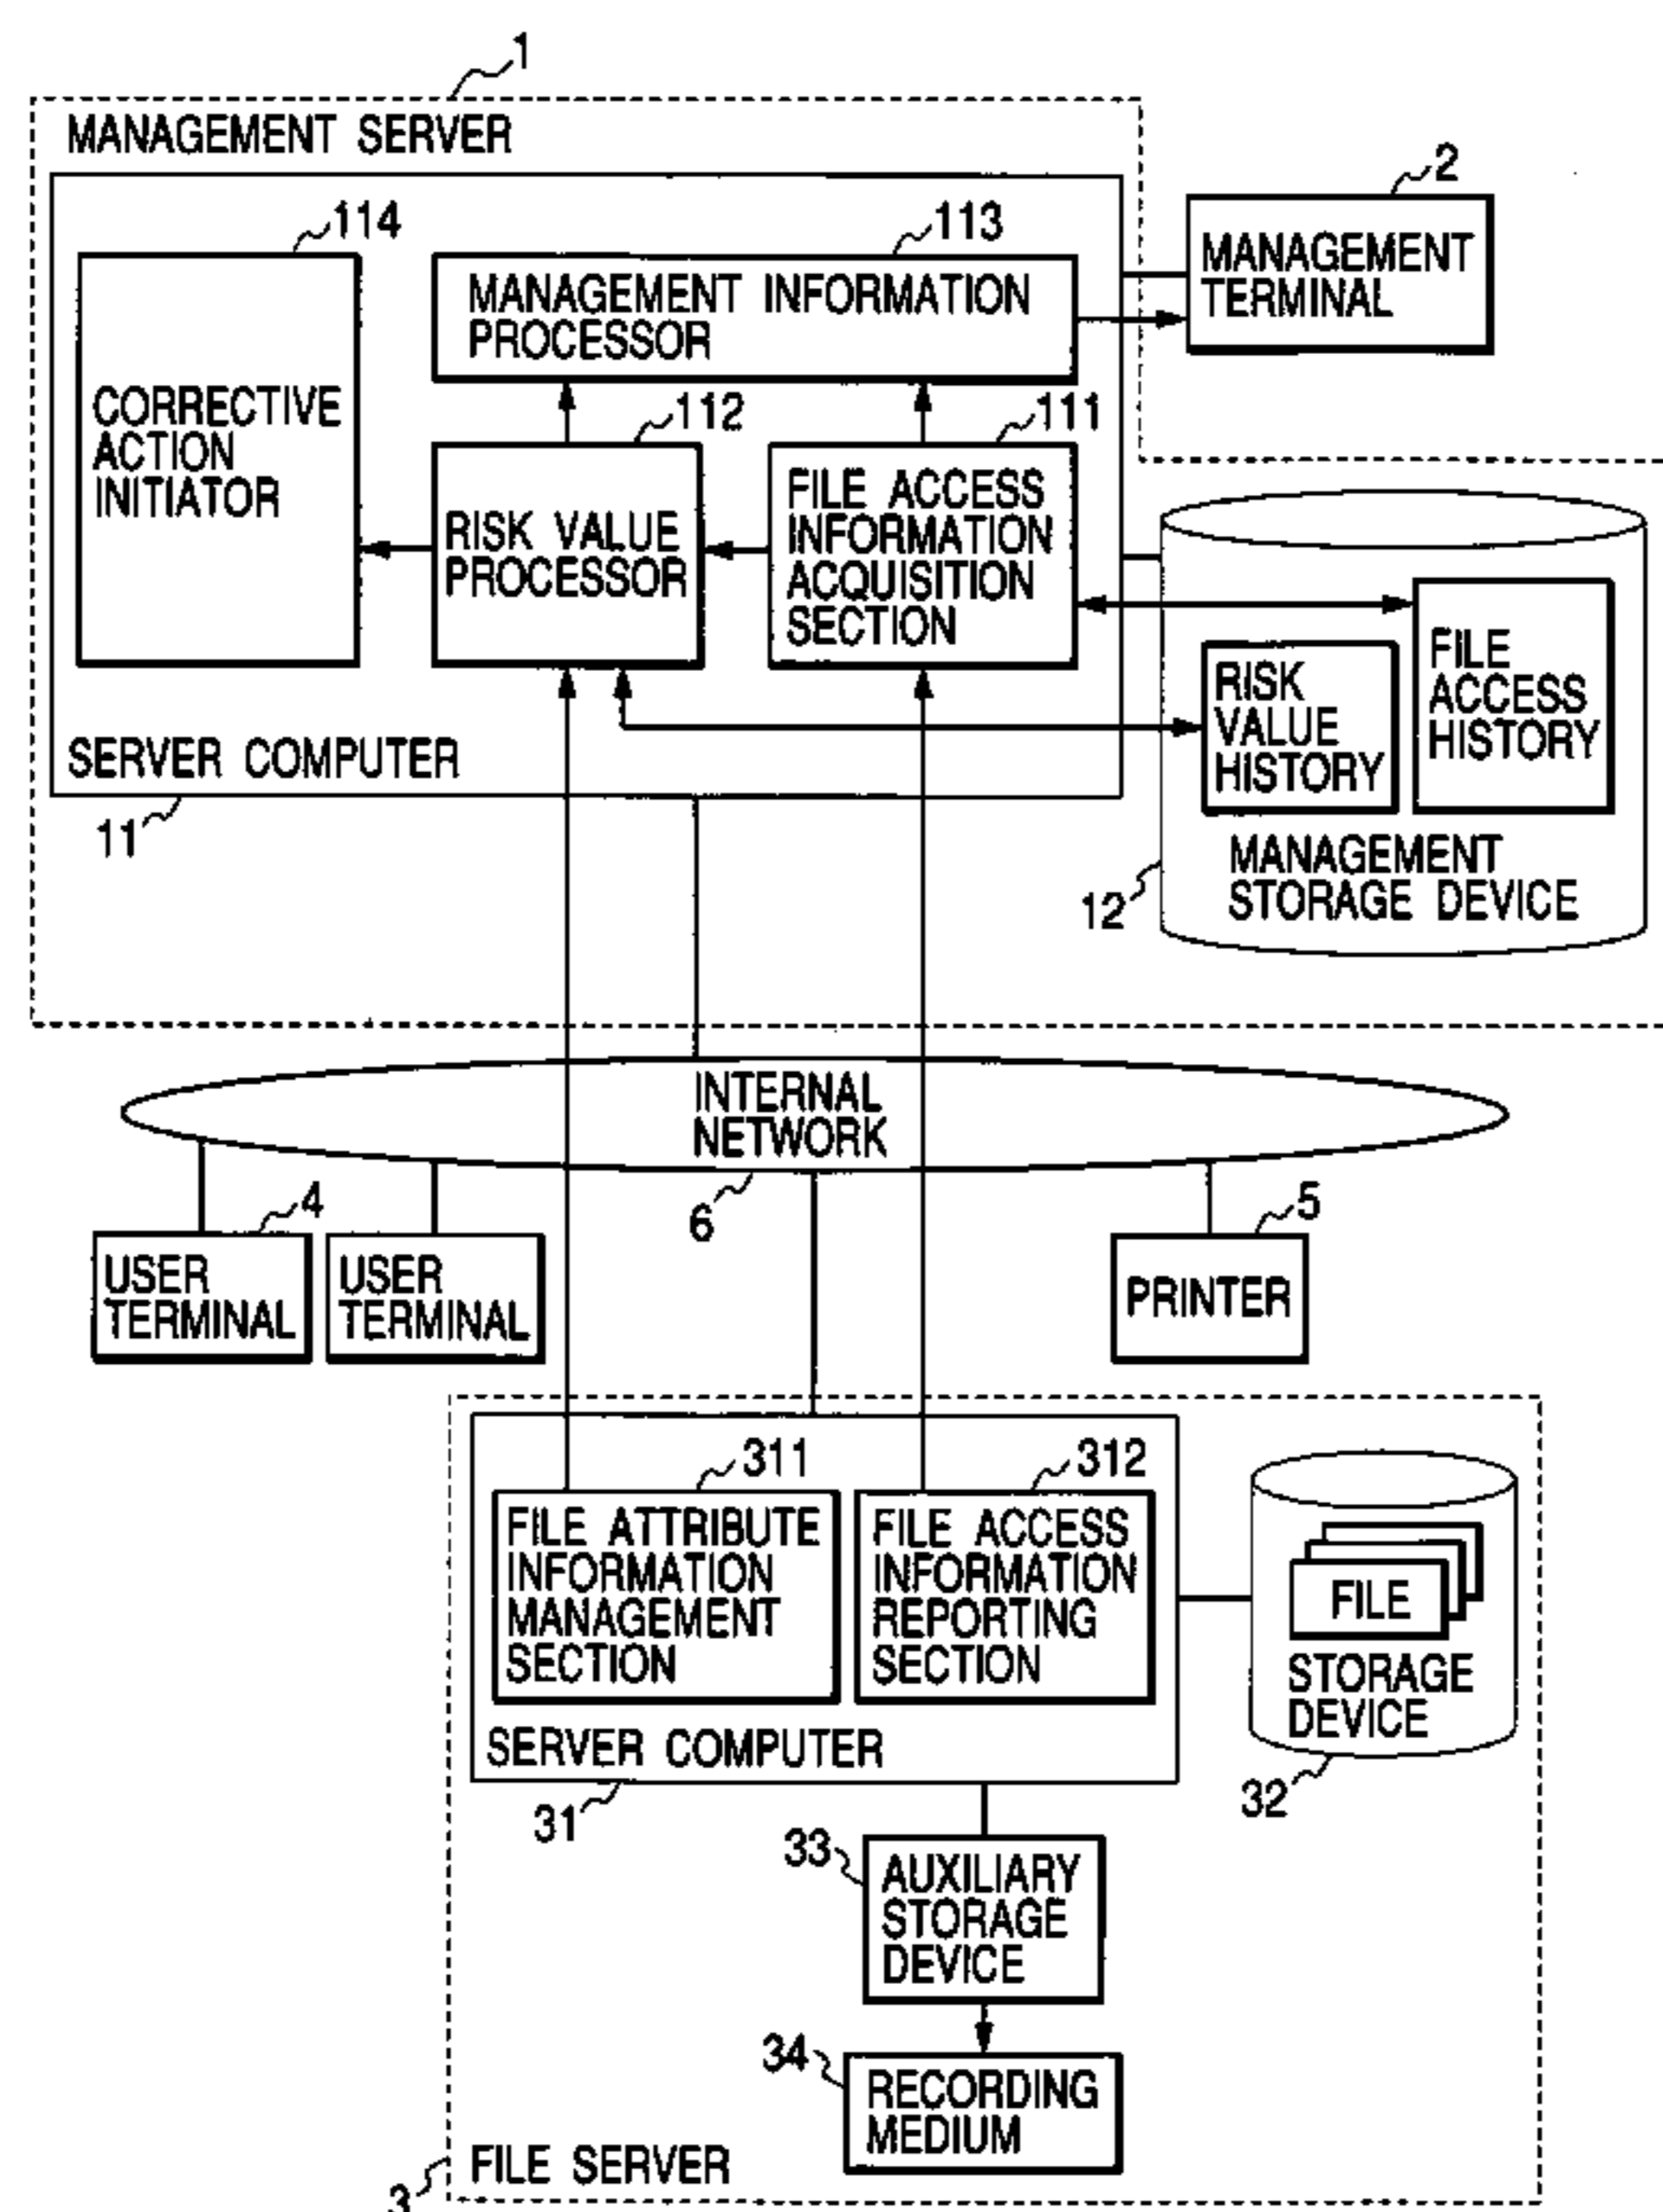 1
MANAGEMENT SERVER
2
114
113
MANAGEMENT
TERMINAL
MANAGEMENT INFORMATION
PROCESSOR
CORRECTIVE
ACTION
INITIATOR
112
111
RISK VALUE
PROCESSOR
FILE ACCESS
INFORMATION
ACQUISITION
SECTION
RISK
VALUE
HISTORY
FILE
ACCESS
HISTORY
SERVER COMPUTER
11
MANAGEMENT
STORAGE DEVICE
12
INTERNAL
NETWORK
6
4
5
USER
TERMINAL
USER
TERMINAL
PRINTER
311
312
FILE ATTRIBUTE
INFORMATION
MANAGEMENT
SECTION
FILE ACCESS
INFORMATION
REPORTING
SECTION
FILE
STORAGE
DEVICE
SERVER COMPUTER
31
32
33
AUXILIARY
STORAGE
DEVICE
34
RECORDING
MEDIUM
FILE SERVER
3